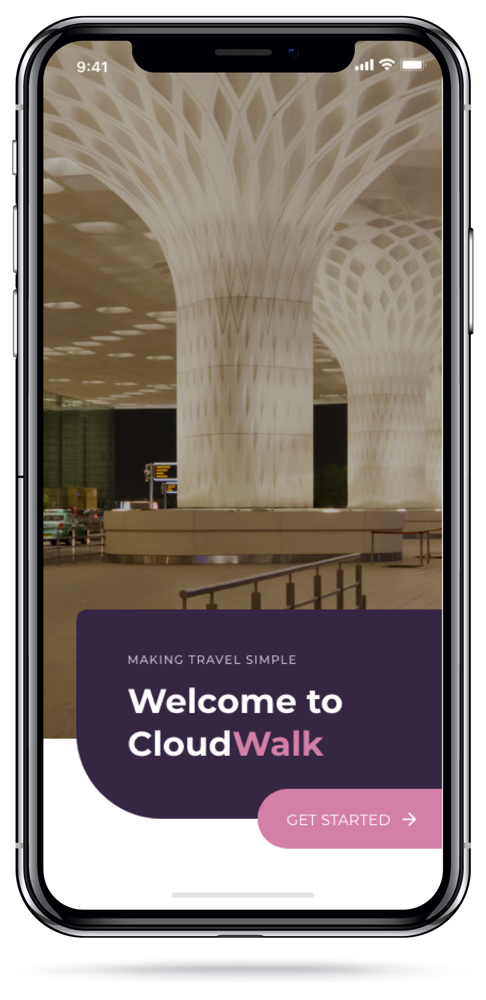 9:41
MAKING TRAVEL SIMPLE
Welcome to
CloudWalk
GET STARTED →